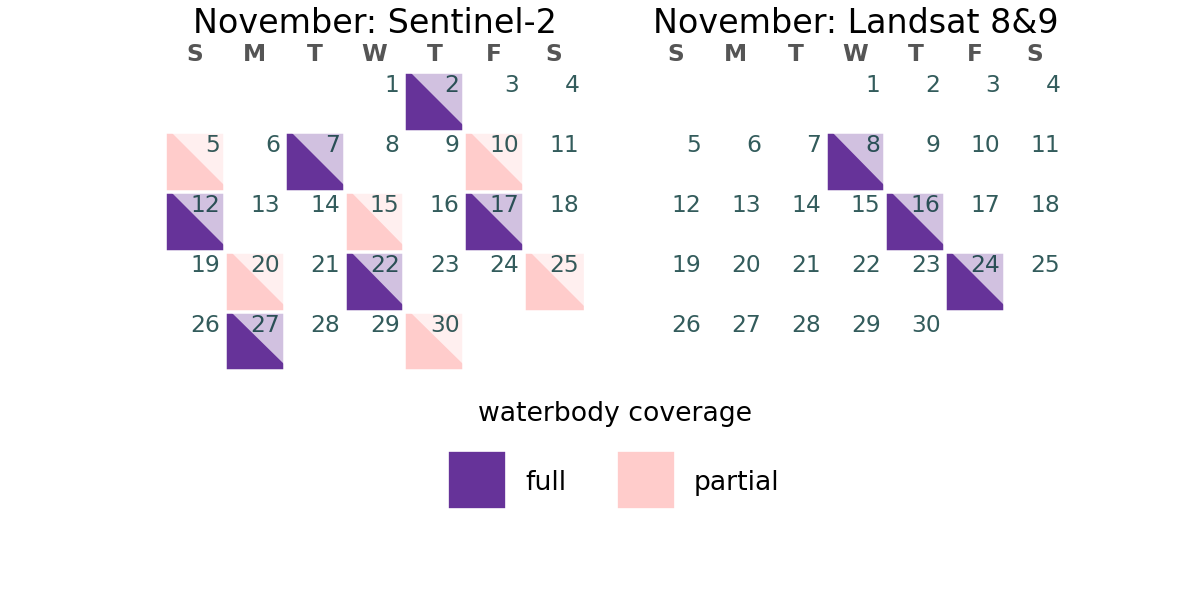 November: Sentinel-2
S M T W T F S
1 2 3 4
5 6 7 8 9 10 11
12 13 14 15 16 17 18
19 20 21 22 23 24 25
26 27 28 29 30
November: Landsat 8&9
S M T W T F S
1 2 3 4
5 6 7 8 9 10 11
12 13 14 15 16 17 18
19 20 21 22 23 24 25
26 27 28 29 30
waterbody coverage
full
partial